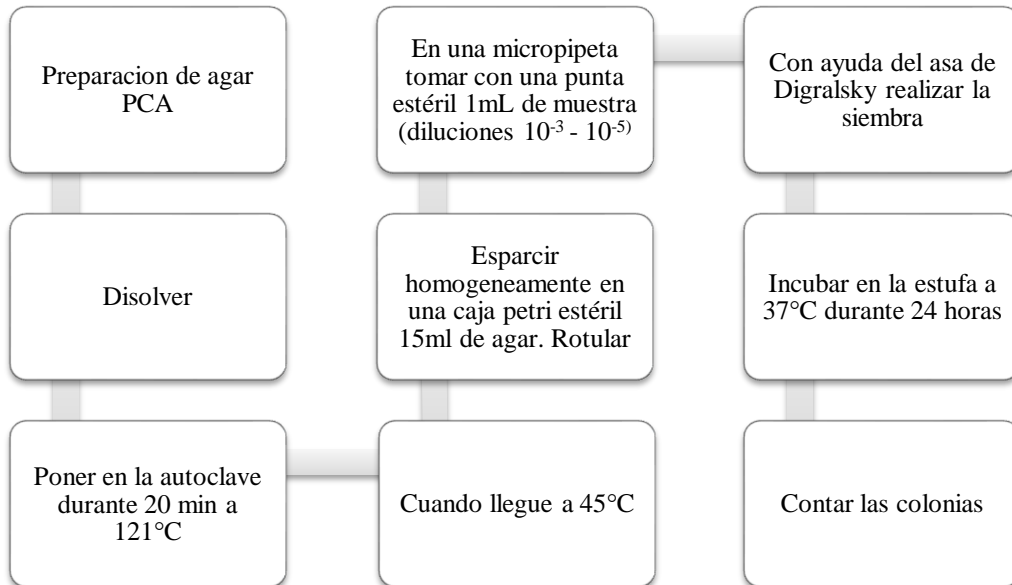 Preparacion de agar
PCA
Disolver
Poner en la autoclave
durante 20 min a
121°C
Cuando llegue a 45°C
Esparcir
homogeneamente en
una caja petri estéril
15ml de agar. Rotular
En una micropipeta
tomar con una punta
estéril 1mL de muestra
(diluciones 10⁻³ - 10⁻⁵⁾
Con ayuda del asa de
Digralsky realizar la
siembra
Incubar en la estufa a
37°C durante 24 horas
Contar las colonias